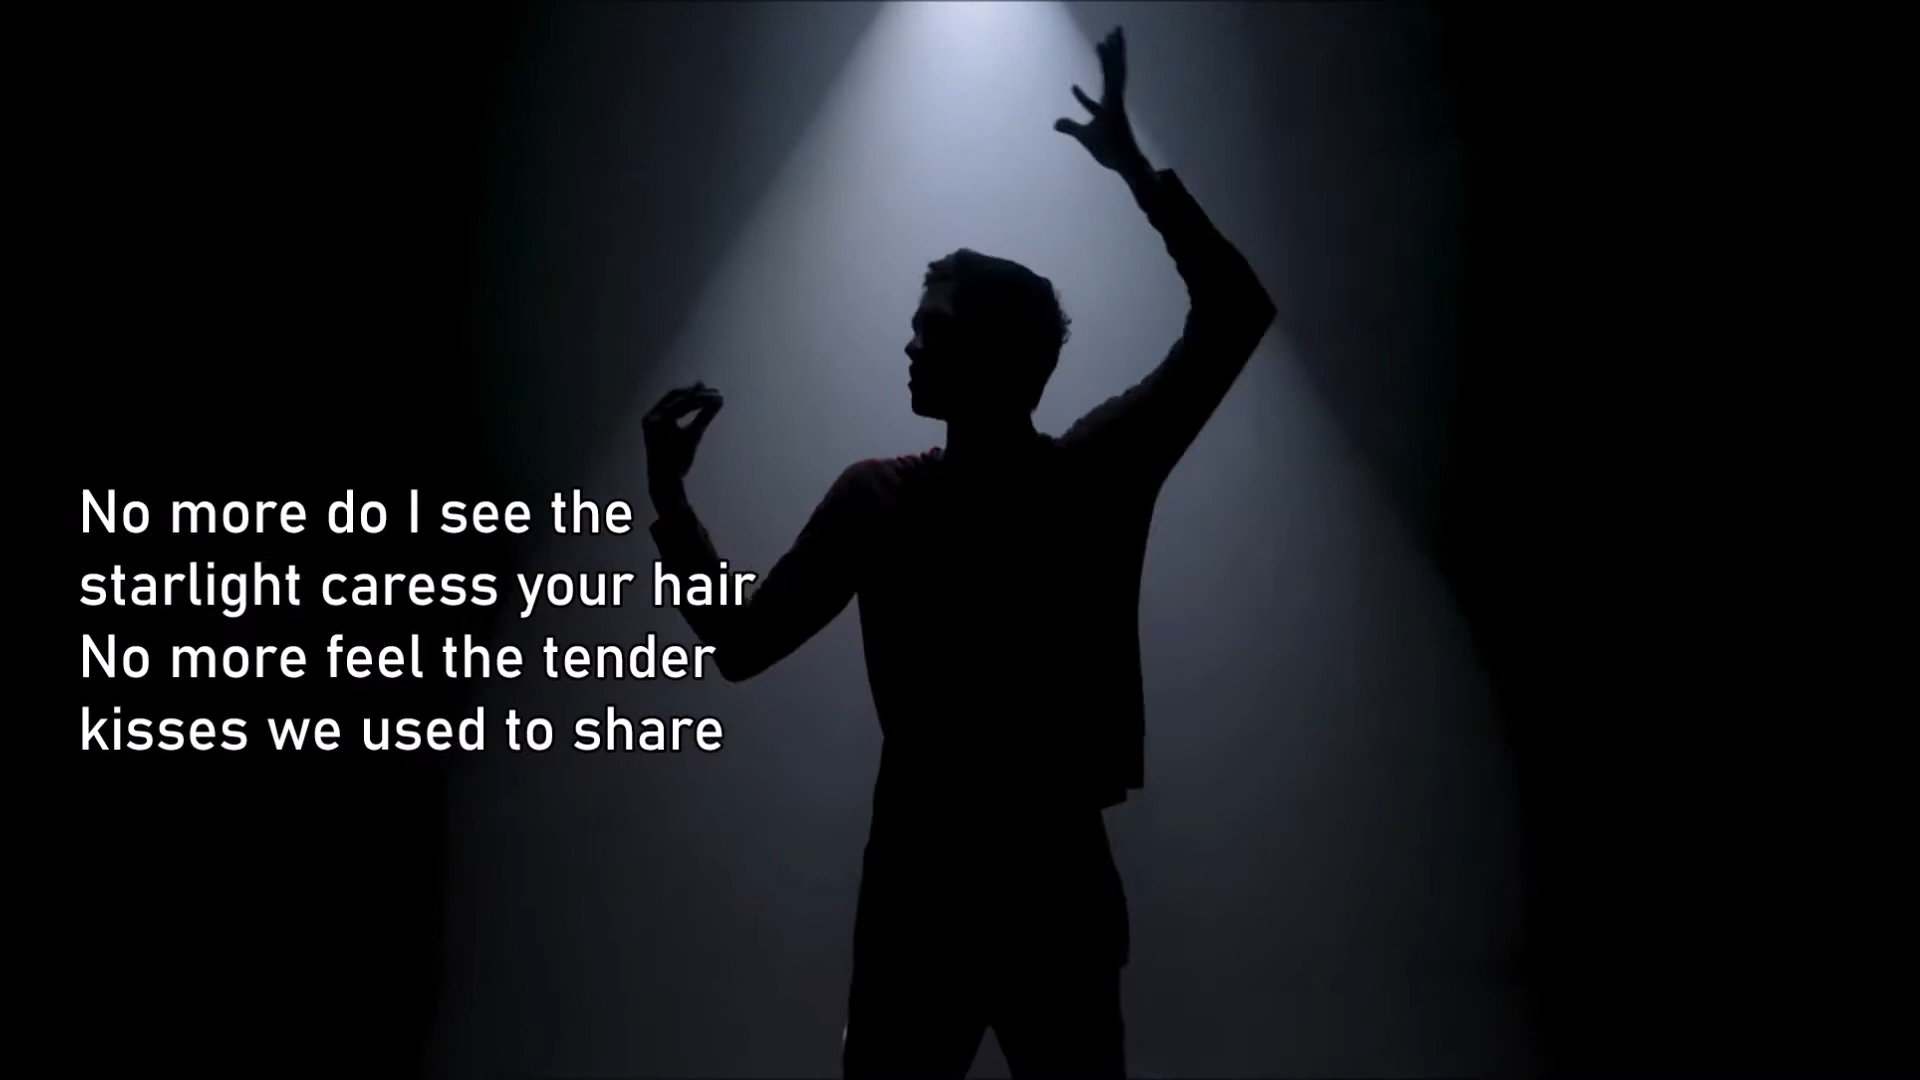 No more do I see the
starlight caress your hair
No more feel the tender
kisses we used to share